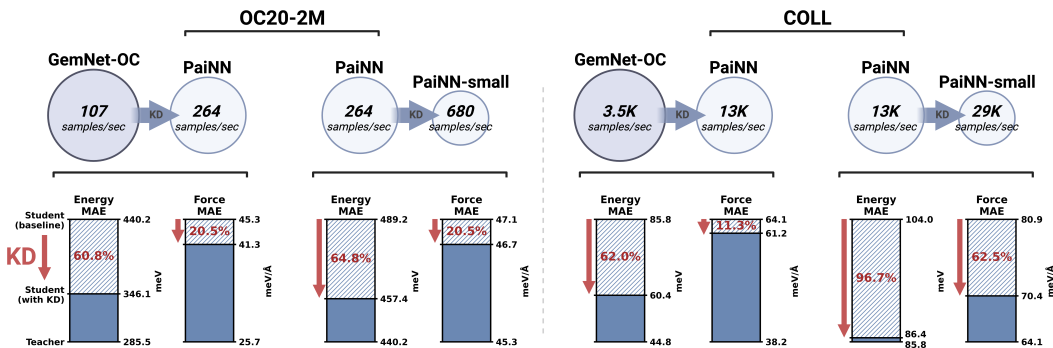 OC20-2M
COLL
GemNet-OC
PaiNN
PaiNN
PaiNN-small
GemNet-OC
PaiNN
PaiNN
PaiNN-small
107
samples/sec
KD
264
samples/sec
264
samples/sec
KD
680
samples/sec
3.5K
samples/sec
KD
13K
samples/sec
13K
samples/sec
KD
29K
samples/sec
Student
(baseline)
KD
Student
(with KD)
Teacher
Energy
MAE
440.2
60.8%
346.1
285.5
meV
Force
MAE
45.3
20.5%
41.3
25.7
meV/Å
Energy
MAE
489.2
64.8%
457.4
440.2
meV
Force
MAE
47.1
20.5%
46.7
45.3
meV/Å
Energy
MAE
85.8
62.0%
60.4
44.8
meV
Force
MAE
64.1
11.3%
61.2
38.2
meV/Å
Energy
MAE
104.0
96.7%
86.4
85.8
meV
Force
MAE
80.9
62.5%
70.4
64.1
meV/Å